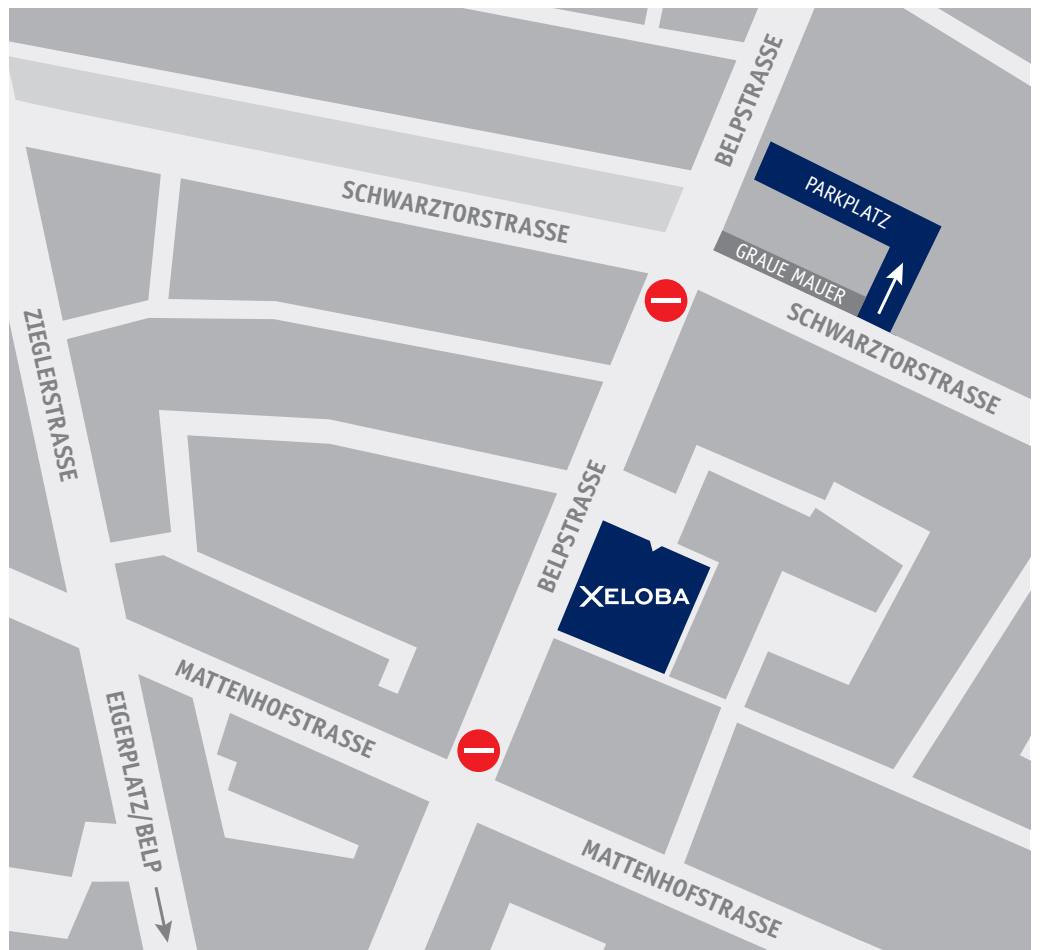 BELPSTRASSE
PARKPLATZ
SCHWARZTORSTRASSE
GRAUE MAUER
SCHWARZTORSTRASSE
ZIEGLERSTRASSE
BELPSTRASSE
XELOBA
MATTENHOFSTRASSE
EIGERPLATZ/BELP
MATTENHOFSTRASSE